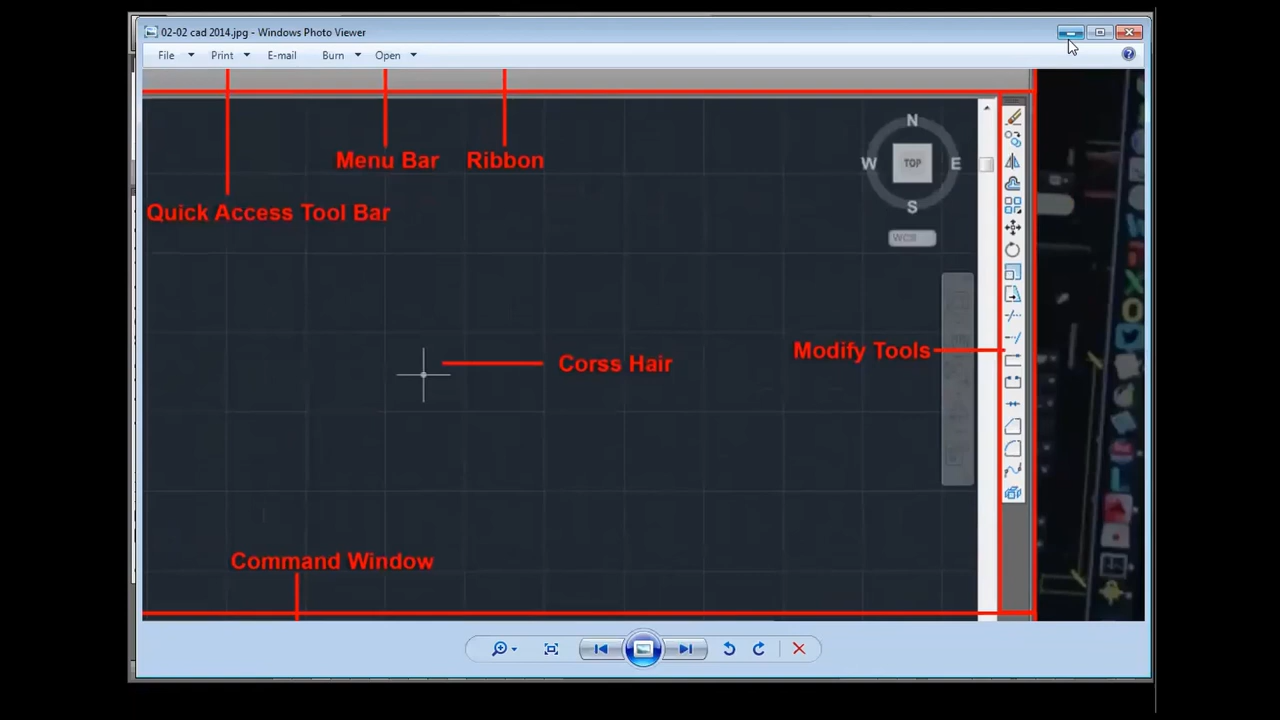 02-02 cad 2014.jpg - Windows Photo Viewer
File Print E-mail Burn Open
Menu Bar Ribbon
Quick Access Tool Bar
N
W TOP E
S
WCS
Modify Tools
Corss Hair
Command Window